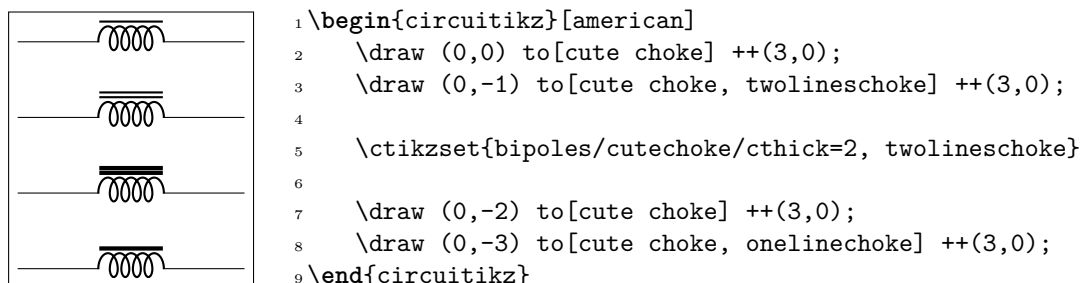 1 \begin{circuitikz}[american]
2 \draw (0,0) to[cute choke] ++(3,0);
3 \draw (0,-1) to[cute choke, twolineschoke] ++(3,0);
4
5 \ctikzset{bipoles/cutechoke/cthick=2, twolineschoke}
6
7 \draw (0,-2) to[cute choke] ++(3,0);
8 \draw (0,-3) to[cute choke, onelinechoke] ++(3,0);
9 \end{circuitikz}